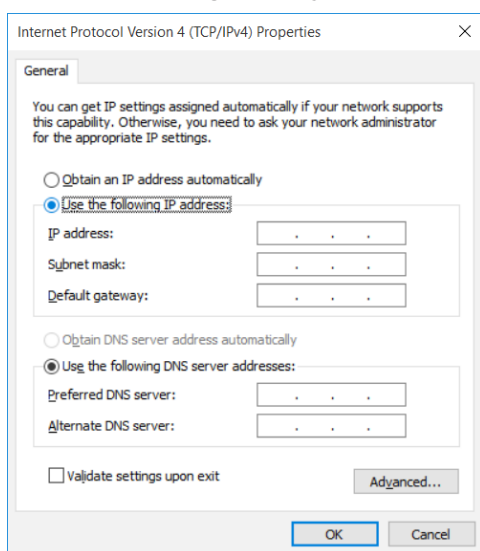 Internet Protocol Version 4 (TCP/IPv4) Properties
General
You can get IP settings assigned automatically if your network supports
this capability. Otherwise, you need to ask your network administrator
for the appropriate IP settings.
Obtain an IP address automatically
Use the following IP address:
IP address:
Subnet mask:
Default gateway:
Obtain DNS server address automatically
Use the following DNS server addresses:
Preferred DNS server:
Alternate DNS server:
Validate settings upon exit
Advanced...
OK Cancel